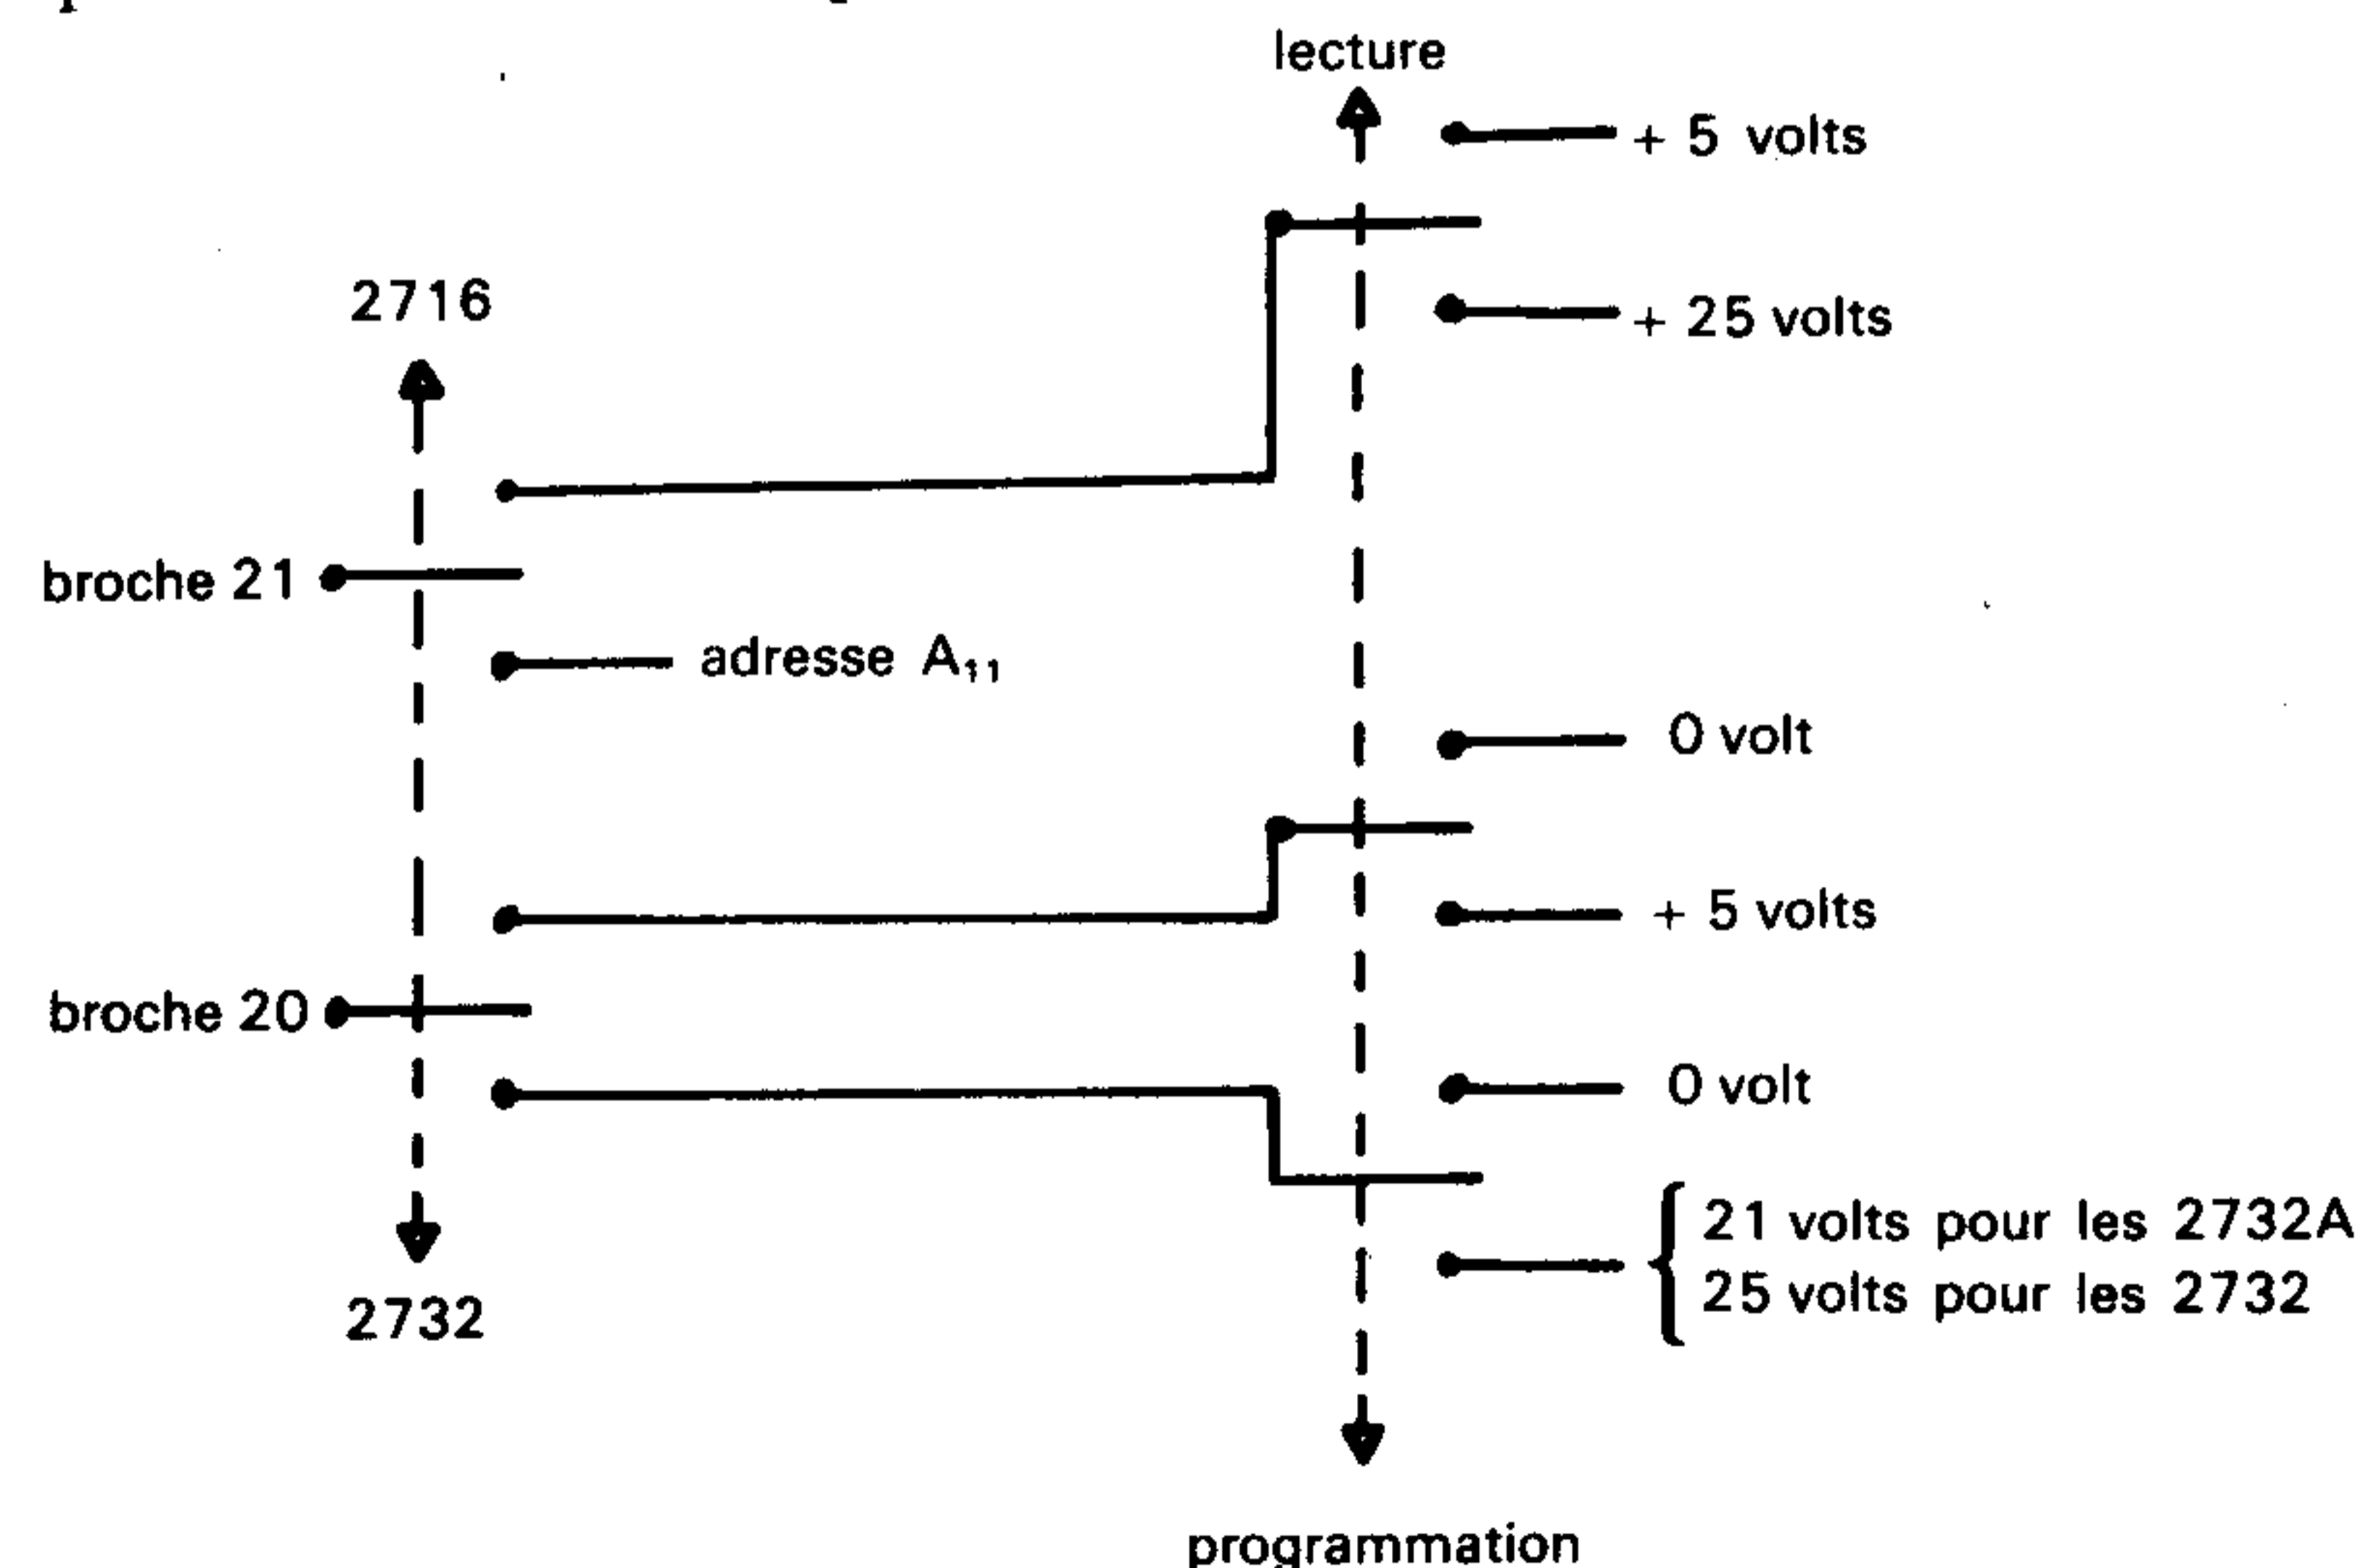 lecture
+ 5 volts
+ 25 volts
2716
broche 21
adresse A₁₁
0 volt
+ 5 volts
broche 20
0 volt
21 volts pour les 2732A
25 volts pour les 2732
2732
programmation